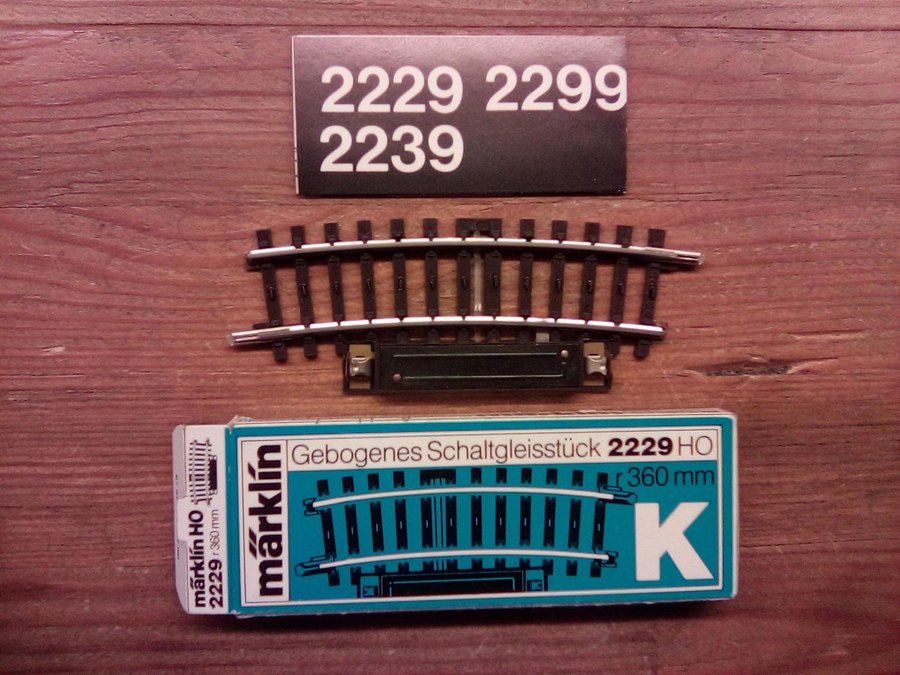 2229 2299
2239
märklin
Gebogenes Schaltgleisstück 2229 HO
r 360 mm
K
märklin HO
2229 r 360 mm